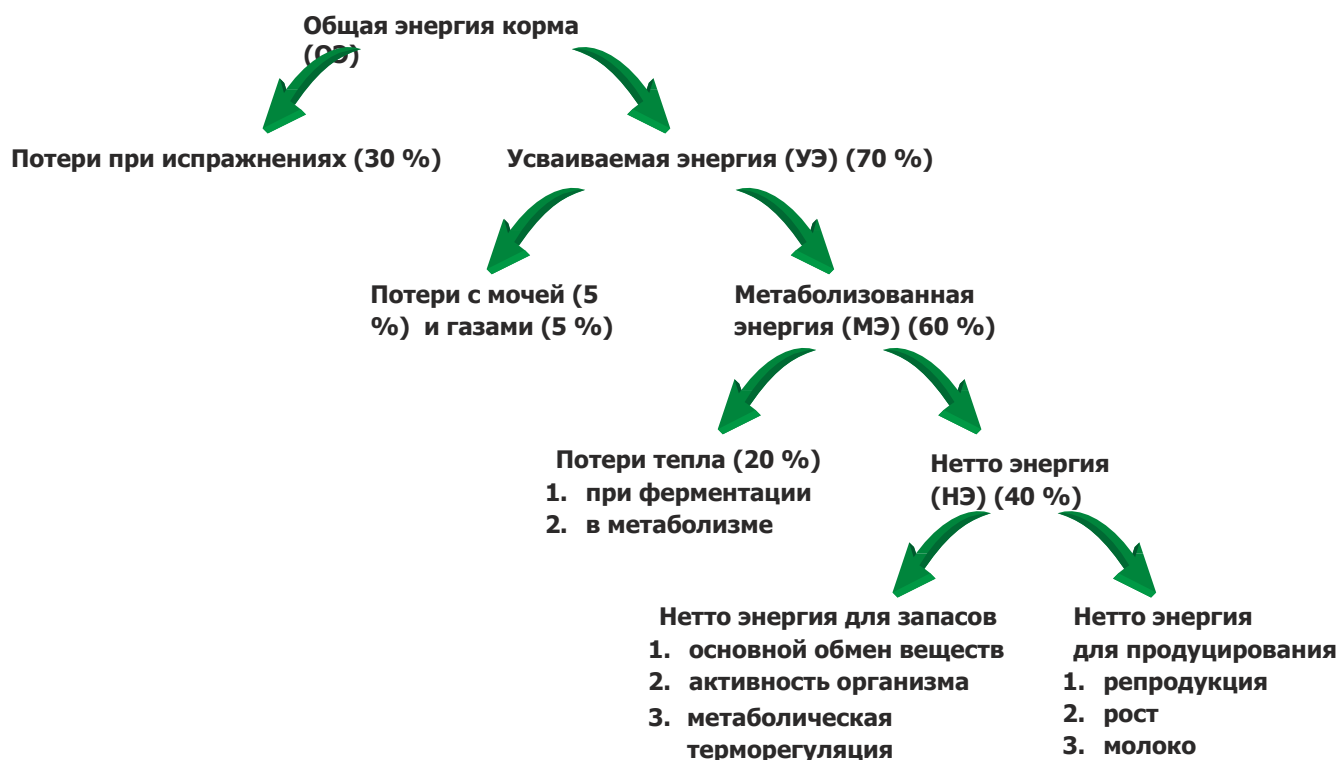 Общая энергия корма
(ОЭ)
Потери при испражнениях (30 %)
Усваиваемая энергия (УЭ) (70 %)
Потери с мочей (5
%) и газами (5 %)
Метаболизованная
энергия (МЭ) (60 %)
Потери тепла (20 %)
1. при ферментации
2. в метаболизме
Нетто энергия
(НЭ) (40 %)
Нетто энергия для запасов
1. основной обмен веществ
2. активность организма
3. метаболическая
терморегуляция
Нетто энергия
для продуцирования
1. репродукция
2. рост
3. молоко